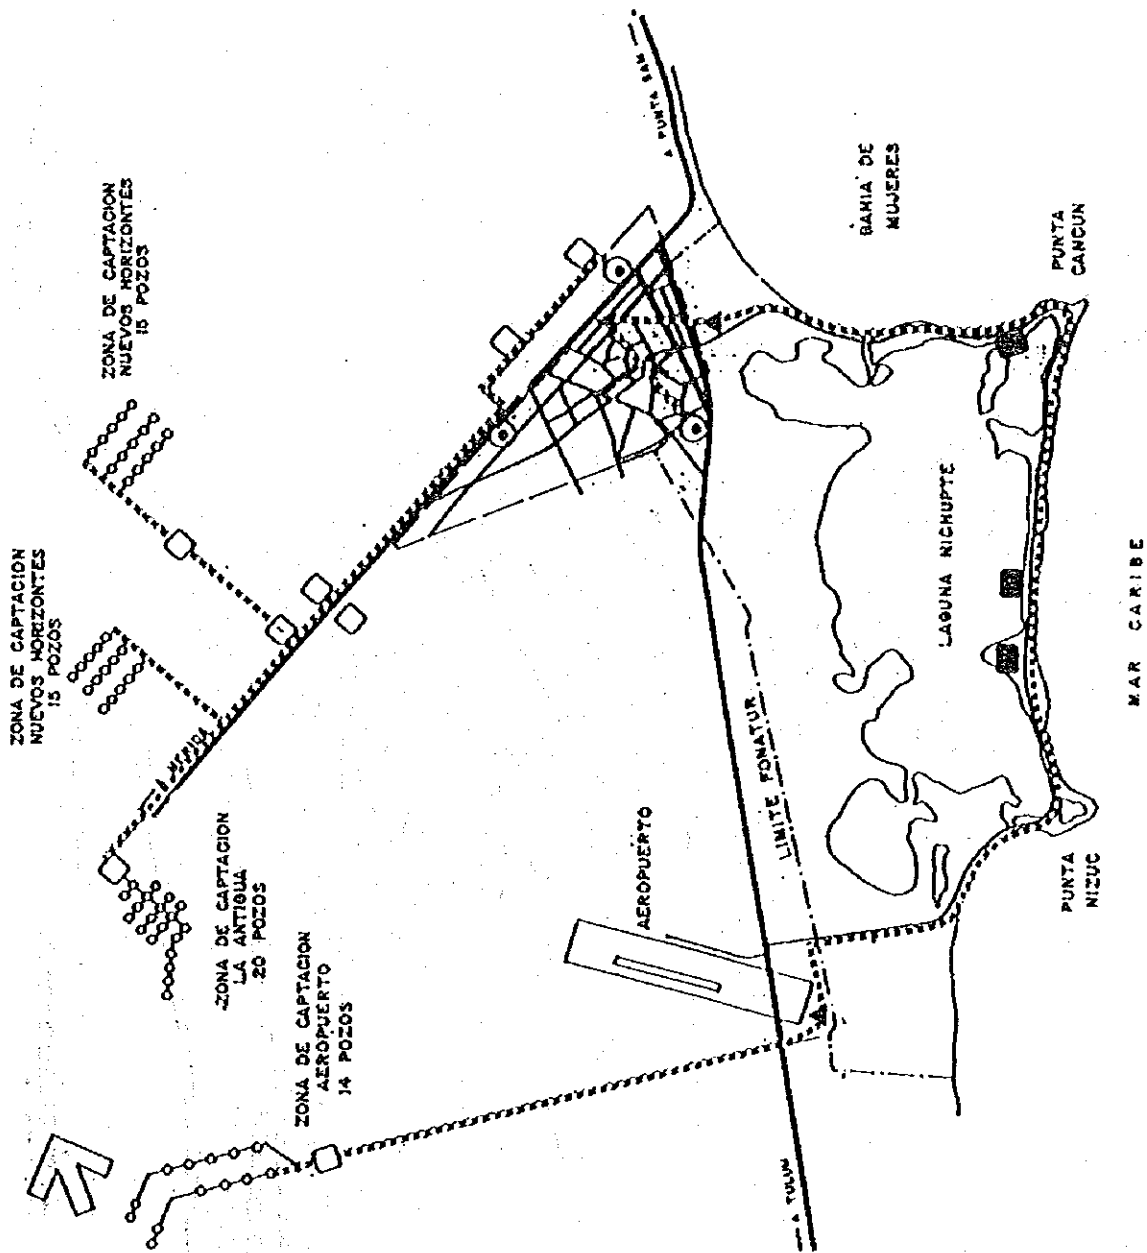 ZONA DE CAPTACION
NUEVOS HORIZONTES
15 POZOS
ZONA DE CAPTACION
NUEVOS HORIZONTES
15 POZOS
A MERIDA
ZONA DE CAPTACION
LA ANTIGUA
20 POZOS
ZONA DE CAPTACION
AEROPUERTO
14 POZOS
A PUNTA SAM
BAHIA DE
MUJERES
PUNTA
CANCUN
LAGUNA NICHUPTE
MAR CARIBE
LIMITE FONATUR
AEROPUERTO
PUNTA
NIZUC
A TULUM